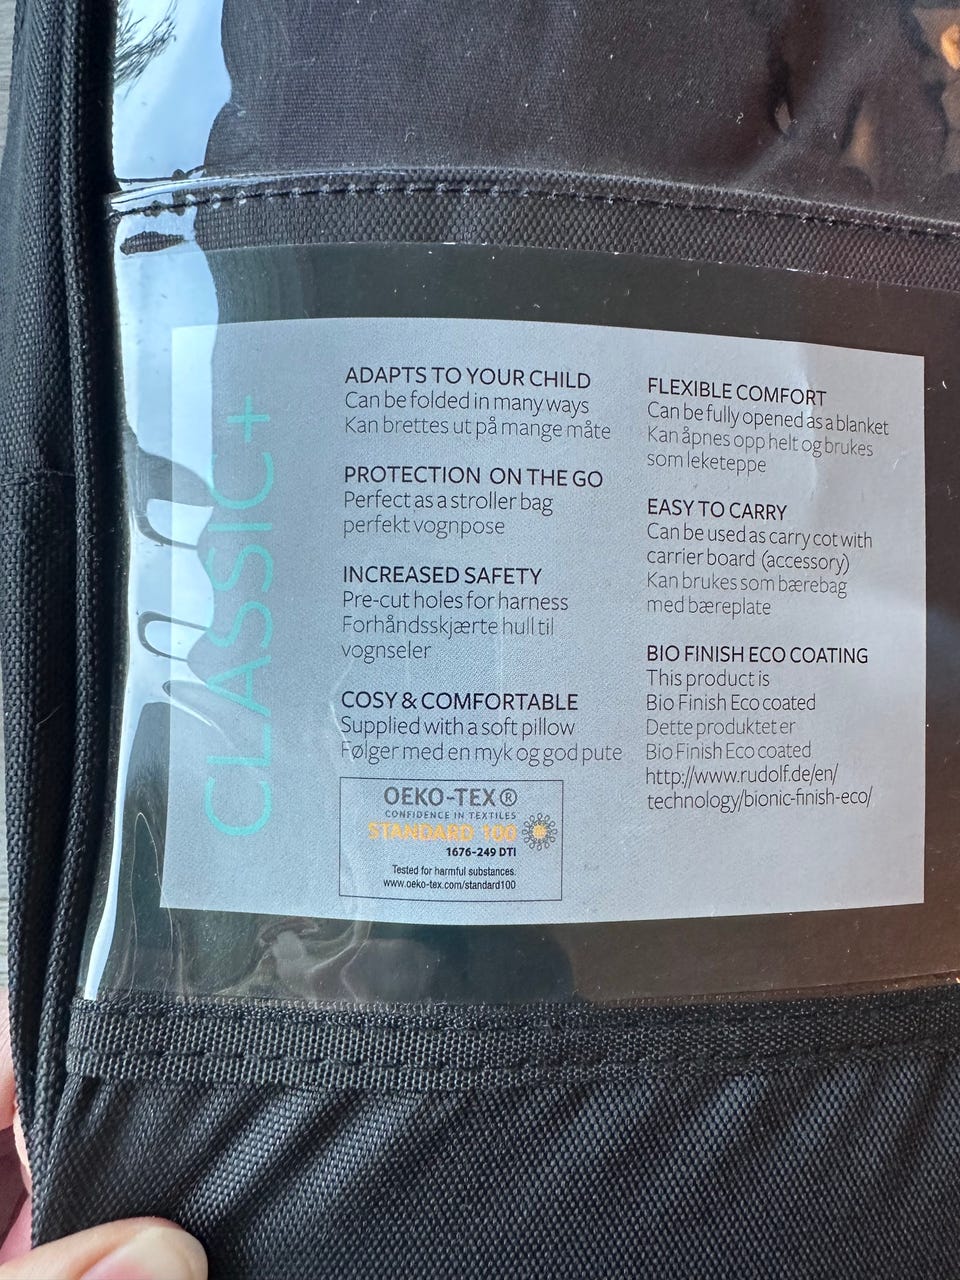 CLASSIC+
ADAPTS TO YOUR CHILD
Can be folded in many ways
Kan brettes ut på mange måte
PROTECTION ON THE GO
Perfect as a stroller bag
perfekt vognpose
INCREASED SAFETY
Pre-cut holes for harness
Forhåndsskjærte hull til
vognseler
COSY & COMFORTABLE
Supplied with a soft pillow
Følger med en myk og god pute
OEKO-TEX®
CONFIDENCE IN TEXTILES
STANDARD 100
1676-249 DTI
Tested for harmful substances.
www.oeko-tex.com/standard100
FLEXIBLE COMFORT
Can be fully opened as a blanket
Kan åpnes opp helt og brukes
som leketeppe
EASY TO CARRY
Can be used as carry cot with
carrier board (accessory)
Kan brukes som bærebag
med bæreplate
BIO FINISH ECO COATING
This product is
Bio Finish Eco coated
Dette produktet er
Bio Finish Eco coated
http://www.rudolf.de/en/
technology/bionic-finish-eco/